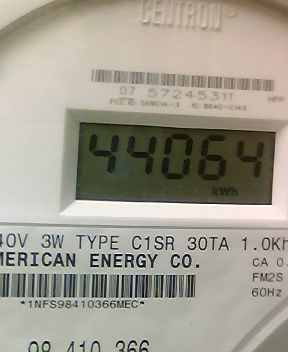 CENTRON®
07 57245311
44064
kWh
40V 3W TYPE C1SR 30TA 1.0Kh
MERICAN ENERGY CO.
CA 0.
FM2S
*1NFS98410366MEC*
60Hz
98 410 366